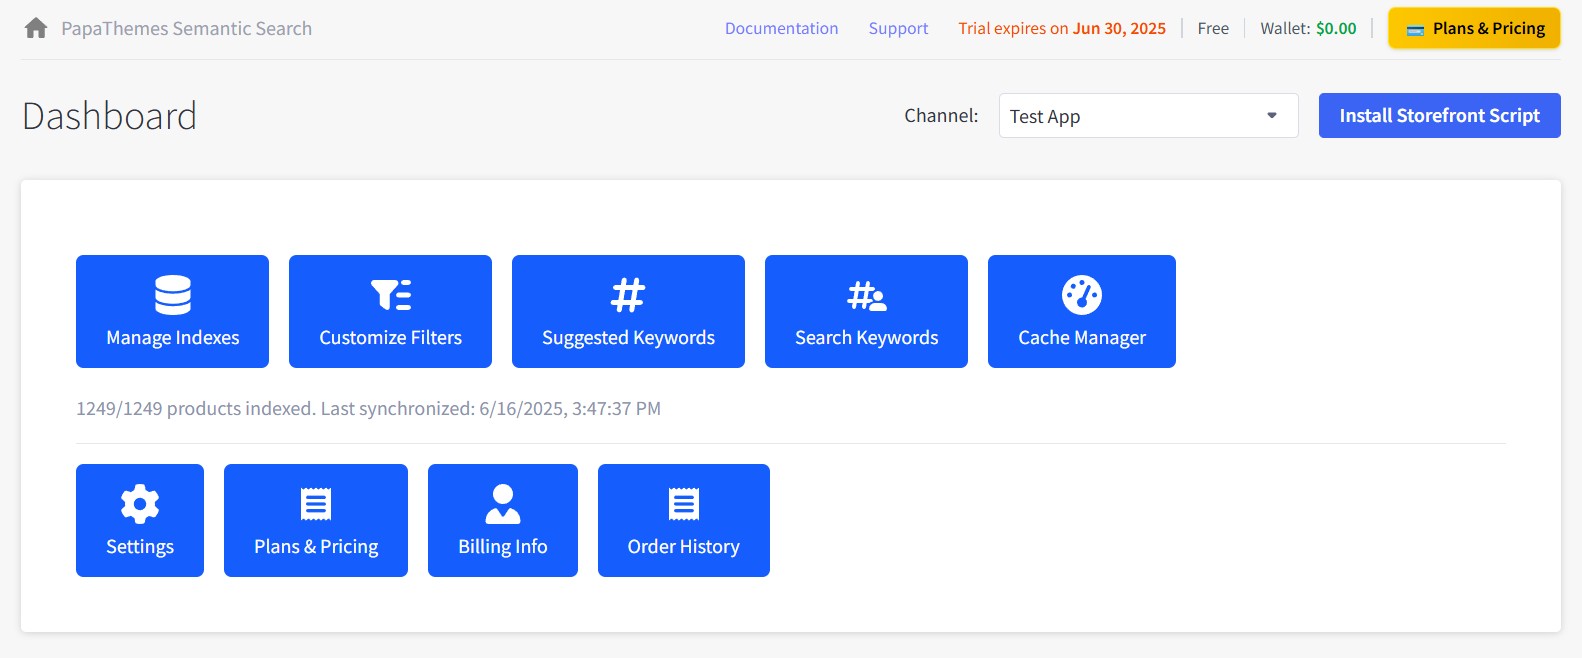 PapaThemes Semantic Search Documentation Support Trial expires on Jun 30, 2025 Free Wallet: $0.00 Plans & Pricing
Dashboard Channel: Test App Install Storefront Script
Manage Indexes Customize Filters Suggested Keywords Search Keywords Cache Manager
1249/1249 products indexed. Last synchronized: 6/16/2025, 3:47:37 PM
Settings Plans & Pricing Billing Info Order History